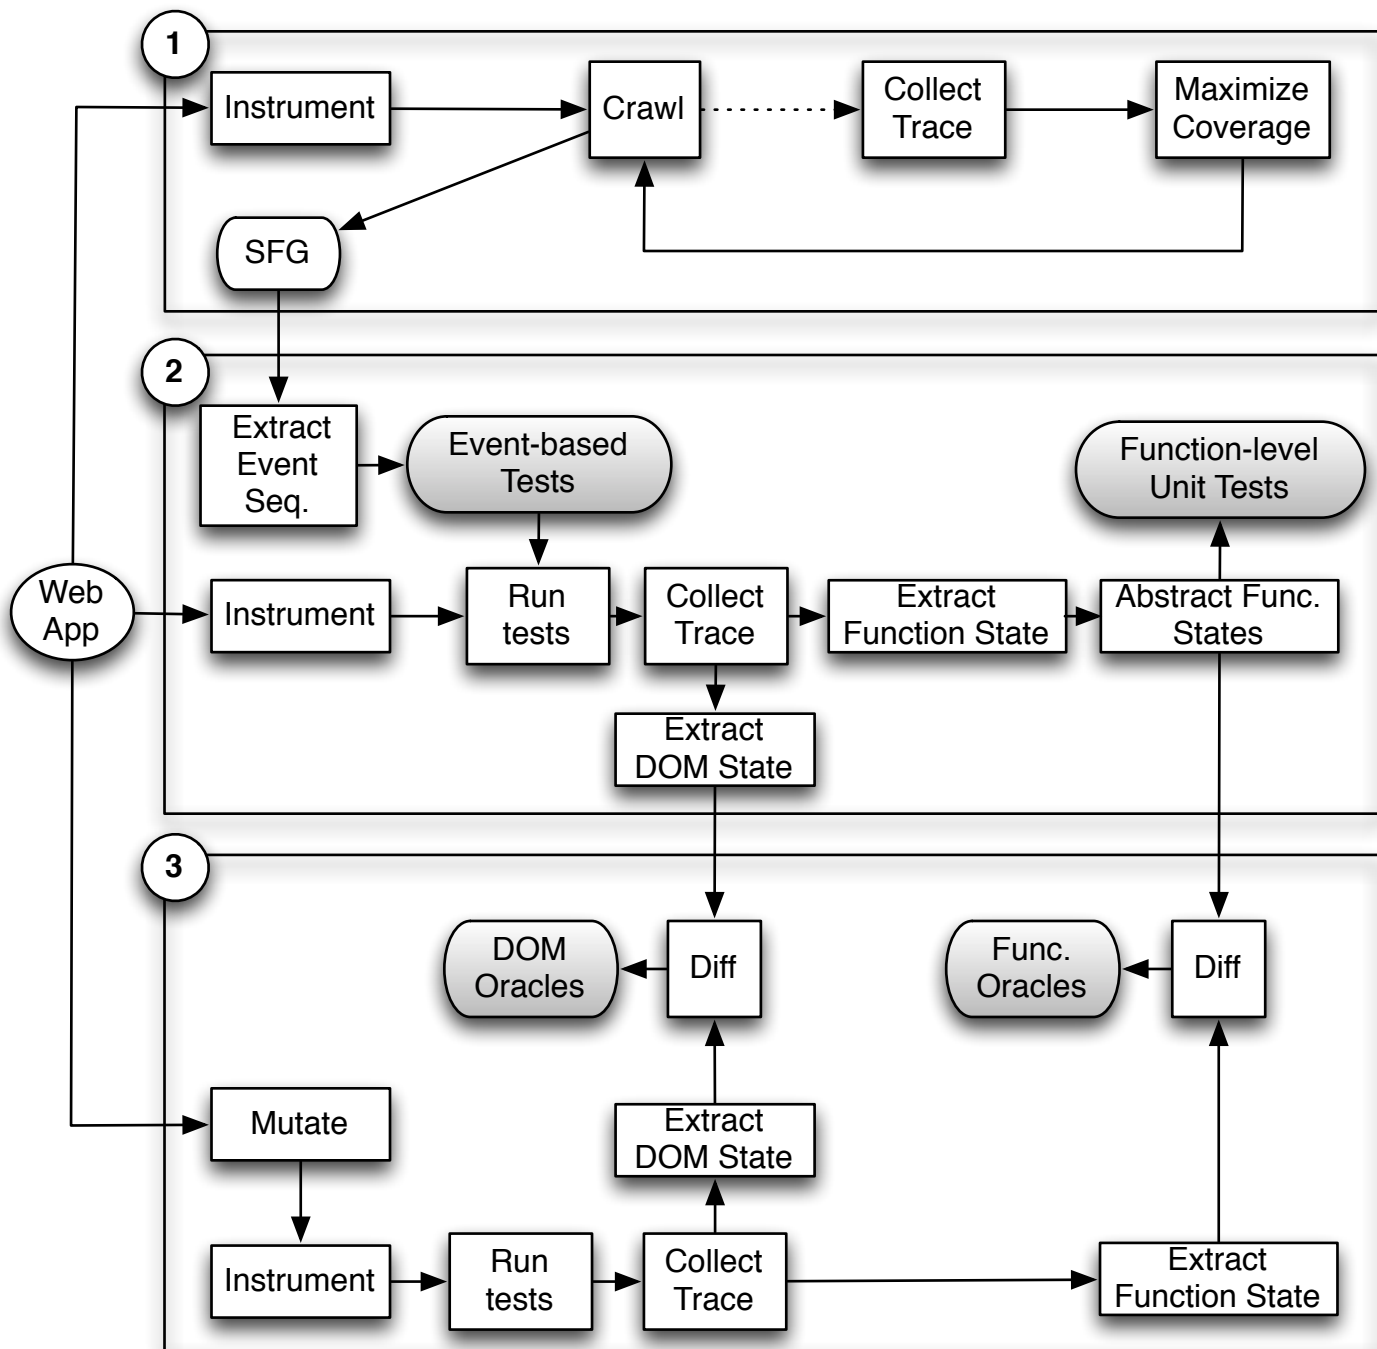 1
Instrument
Crawl
Collect
Trace
Maximize
Coverage
SFG
2
Extract
Event
Seq.
Event-based
Tests
Function-level
Unit Tests
Web
App
Instrument
Run
tests
Collect
Trace
Extract
Function State
Abstract Func.
States
Extract
DOM State
3
DOM
Oracles
Diff
Func.
Oracles
Diff
Mutate
Extract
DOM State
Instrument
Run
tests
Collect
Trace
Extract
Function State